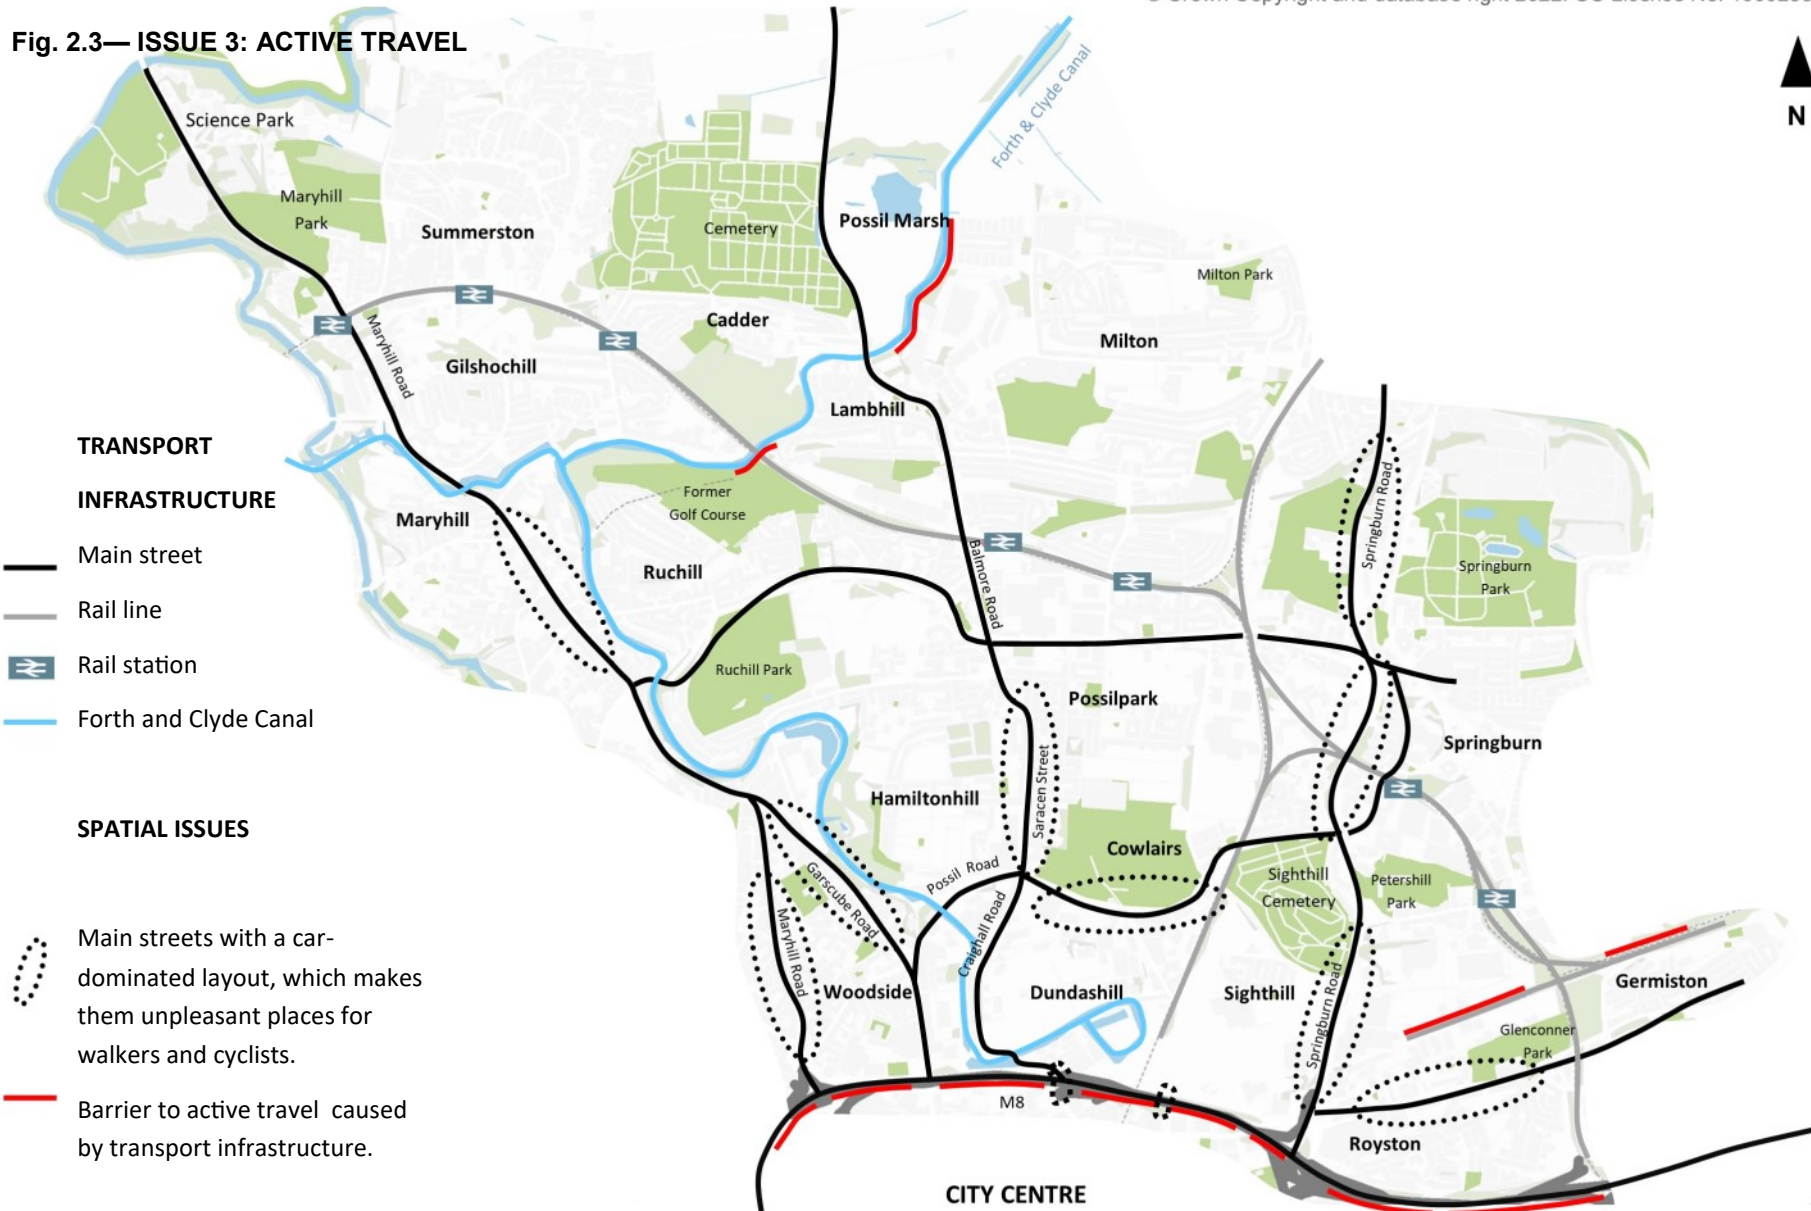 Fig. 2.3— ISSUE 3: ACTIVE TRAVEL
N
Science Park
Forth & Clyde Canal
Maryhill
Park
Summerston
Cemetery
Possil Marsh
Milton Park
Maryhill Road
Cadder
Milton
Gilshochill
Lambhill
TRANSPORT
INFRASTRUCTURE
Main street
Rail line
Rail station
Forth and Clyde Canal
SPATIAL ISSUES
Main streets with a car-
dominated layout, which makes
them unpleasant places for
walkers and cyclists.
Barrier to active travel caused
by transport infrastructure.
Maryhill
Former
Golf Course
Springburn Road
Ruchill
Balmore Road
Springburn
Park
Ruchill Park
Possilpark
Springburn
Saracen Street
Hamiltonhill
Cowlairs
Possil Road
Garscube Road
Sighthill
Cemetery
Petershill
Park
Maryhill Road
Craighall Road
Woodside
Dundashill
Sighthill
Springburn Road
Germiston
Glenconner
Park
M8
Royston
CITY CENTRE